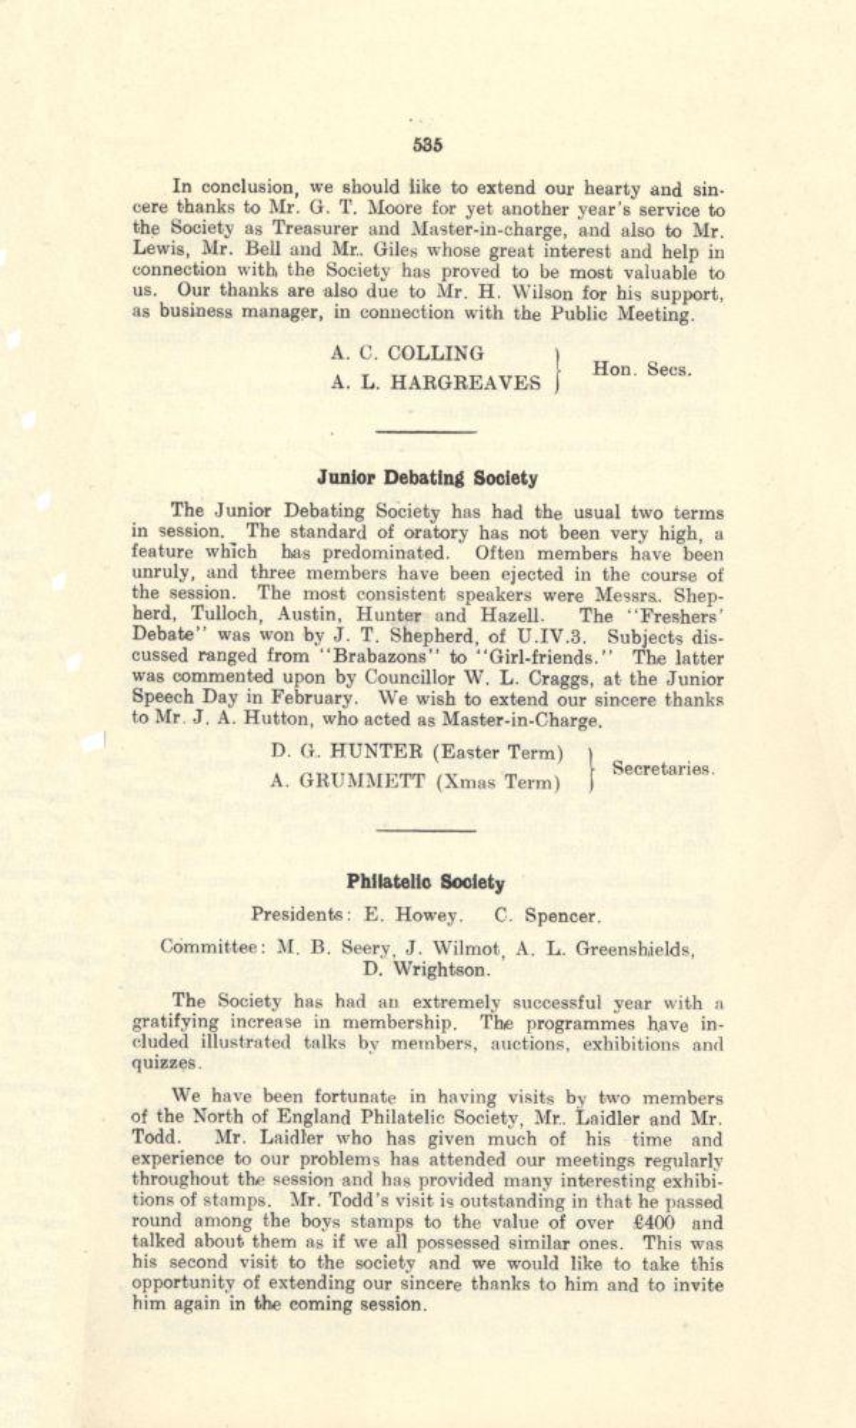 535
In conclusion, we should like to extend our hearty and sin-
cere thanks to Mr. G. T. Moore for yet another year's service to
the Society as Treasurer and Master-in-charge, and also to Mr.
Lewis, Mr. Bell and Mr.. Giles whose great interest and help in
connection with the Society has proved to be most valuable to
us. Our thanks are also due to Mr. H. Wilson for his support,
as business manager, in connection with the Public Meeting.
A. C. COLLING
A. L. HARGREAVES } Hon. Secs.
Junior Debating Society
The Junior Debating Society has had the usual two terms
in session. The standard of oratory has not been very high, a
feature which has predominated. Often members have been
unruly, and three members have been ejected in the course of
the session. The most consistent speakers were Messrs. Shep-
herd, Tulloch, Austin, Hunter and Hazell. The "Freshers'
Debate" was won by J. T. Shepherd, of U.IV.3. Subjects dis-
cussed ranged from "Brabazons" to "Girl-friends." The latter
was commented upon by Councillor W. L. Craggs, at the Junior
Speech Day in February. We wish to extend our sincere thanks
to Mr. J. A. Hutton, who acted as Master-in-Charge.
D. G. HUNTER (Easter Term)
A. GRUMMETT (Xmas Term) } Secretaries.
Philatelic Society
Presidents: E. Howey. C. Spencer.
Committee: M. B. Seery, J. Wilmot, A. L. Greenshields,
D. Wrightson.
The Society has had an extremely successful year with a
gratifying increase in membership. The programmes have in-
cluded illustrated talks by members, auctions, exhibitions and
quizzes.
We have been fortunate in having visits by two members
of the North of England Philatelic Society, Mr.. Laidler and Mr.
Todd. Mr. Laidler who has given much of his time and
experience to our problems has attended our meetings regularly
throughout the session and has provided many interesting exhibi-
tions of stamps. Mr. Todd's visit is outstanding in that he passed
round among the boys stamps to the value of over £400 and
talked about them as if we all possessed similar ones. This was
his second visit to the society and we would like to take this
opportunity of extending our sincere thanks to him and to invite
him again in the coming session.